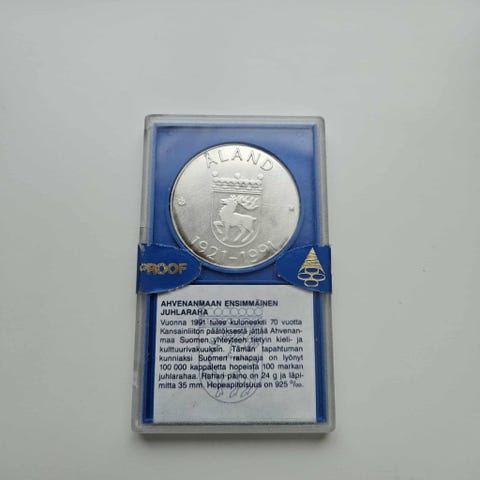 ÅLAND
1921-1991
PROOF
AHVENANMAAN ENSIMMÄINEN
JUHLARAHA
Vuonna 1991 tulee kuluneeksi 70 vuotta
Kansainliiton päätöksestä jättää Ahvenan-
maa Suomen yhteyteen tietyin kieli- ja
kulttuurivakuuksin. Tämän tapahtuman
kunniaksi Suomen rahapaja on lyönyt
100 000 kappaletta hopeista 100 markan
juhlarahaa. Rahan paino on 24 g ja läpi-
mitta 35 mm. Hopeapitoisuus on 925 ⁰/₀₀.